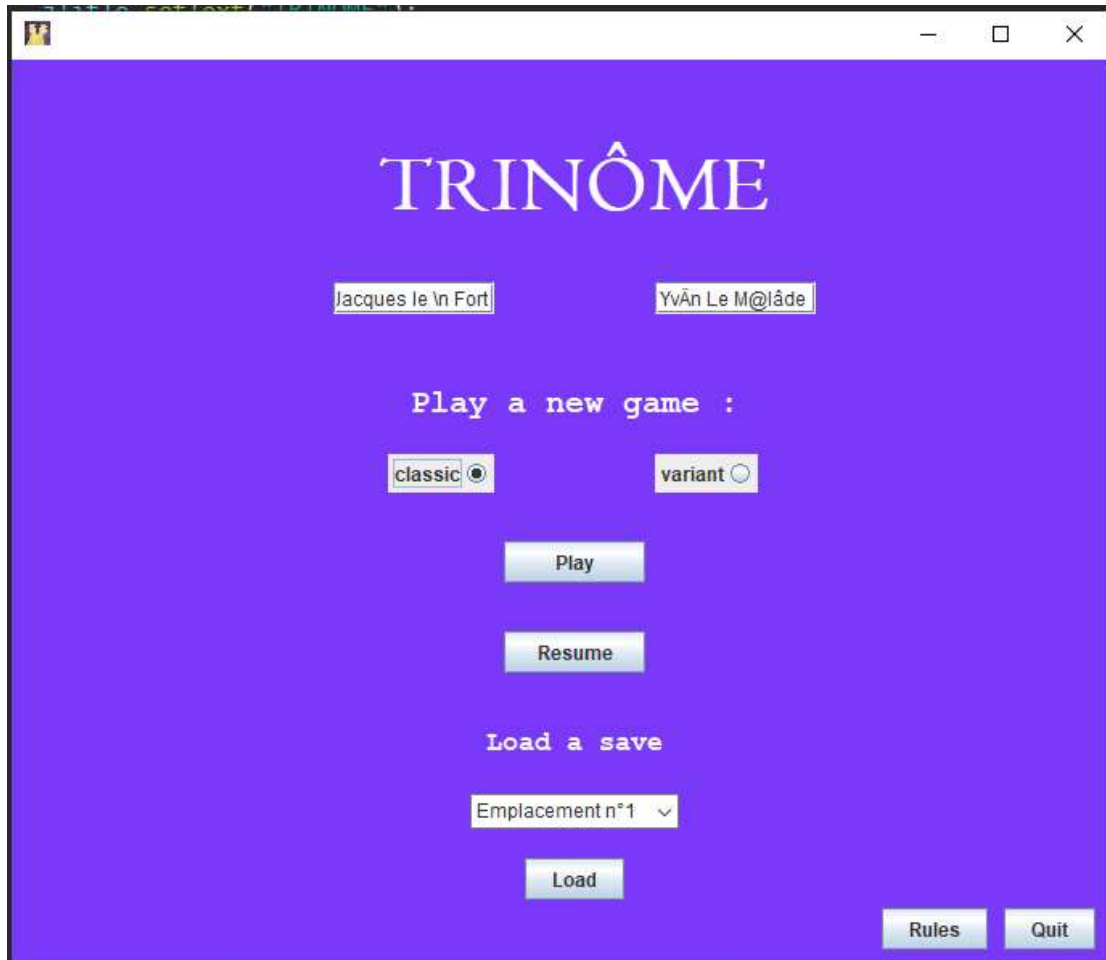 TRINÔME
Jacques le \n Fort
YvÄn Le M@lâde
Play a new game :
classic
variant
Play
Resume
Load a save
Emplacement n°1
Load
Rules
Quit